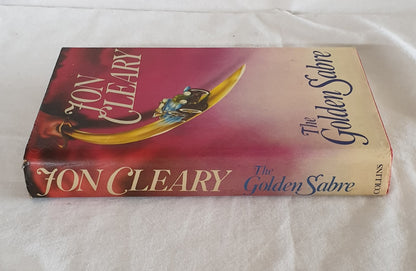 JON
CLEARY
The
Golden Sabre
JON CLEARY
The
Golden Sabre
COLLINS